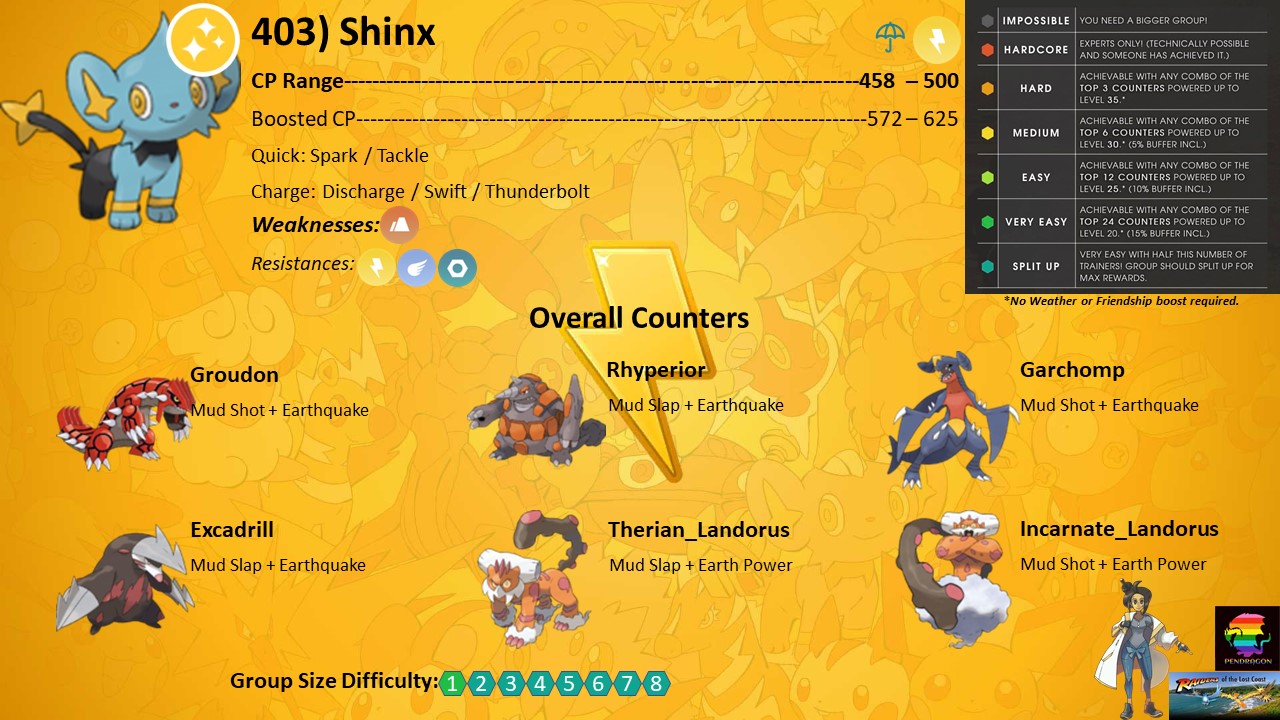 403) Shinx
CP Range--------458 – 500
Boosted CP--------572 – 625
Quick: Spark / Tackle
Charge: Discharge / Swift / Thunderbolt
Weaknesses:
Resistances:
IMPOSSIBLE YOU NEED A BIGGER GROUP!
HARDCORE EXPERTS ONLY! (TECHNICALLY POSSIBLE
AND SOMEONE HAS ACHIEVED IT.)
HARD ACHIEVABLE WITH ANY COMBO OF THE
TOP 3 COUNTERS POWERED UP TO
LEVEL 35.*
MEDIUM ACHIEVABLE WITH ANY COMBO OF THE
TOP 6 COUNTERS POWERED UP TO
LEVEL 30.* (5% BUFFER INCL.)
EASY ACHIEVABLE WITH ANY COMBO OF THE
TOP 12 COUNTERS POWERED UP TO
LEVEL 25.* (10% BUFFER INCL.)
VERY EASY ACHIEVABLE WITH ANY COMBO OF THE
TOP 24 COUNTERS POWERED UP TO
LEVEL 20.* (15% BUFFER INCL.)
SPLIT UP VERY EASY WITH HALF THIS NUMBER OF
TRAINERS! GROUP SHOULD SPLIT UP FOR
MAX REWARDS.
*No Weather or Friendship boost required.
Overall Counters
Groudon
Mud Shot + Earthquake
Rhyperior
Mud Slap + Earthquake
Garchomp
Mud Shot + Earthquake
Excadrill
Mud Slap + Earthquake
Therian_Landorus
Mud Slap + Earth Power
Incarnate_Landorus
Mud Shot + Earth Power
Group Size Difficulty: 1 2 3 4 5 6 7 8
PENDRAGON
RAIDERS of the Lost Coast